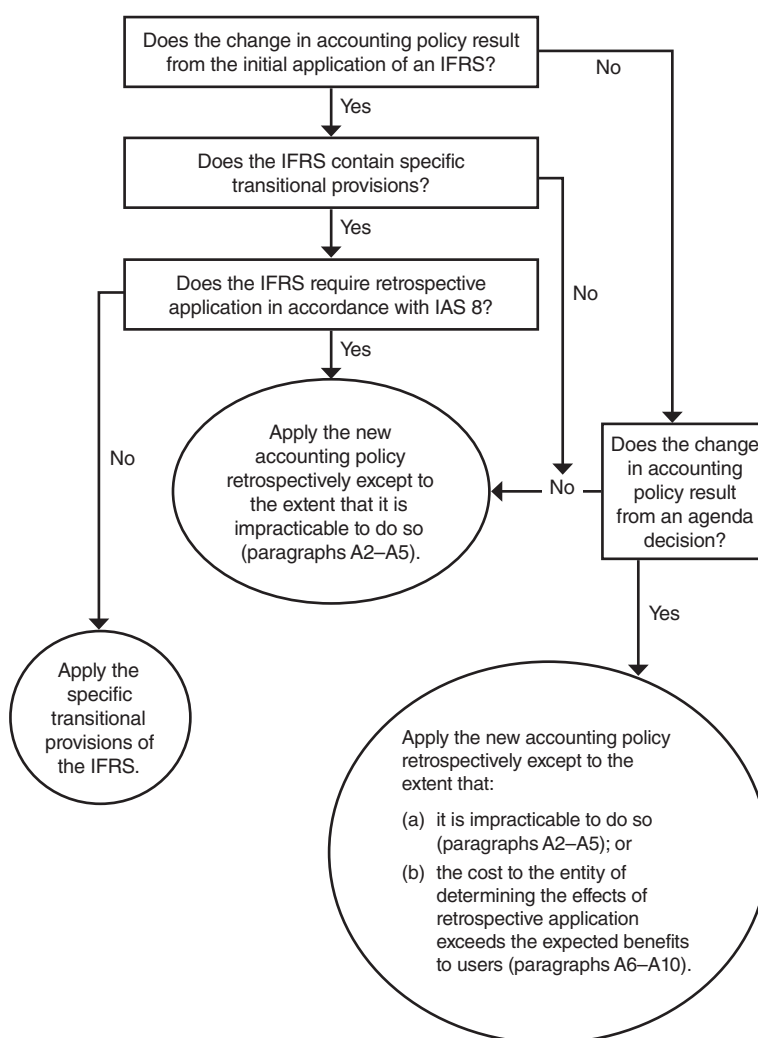 Does the change in accounting policy result
from the initial application of an IFRS?
No
Yes
Does the IFRS contain specific
transitional provisions?
Yes
No
Does the IFRS require retrospective
application in accordance with IAS 8?
Yes
No
Apply the new
accounting policy
retrospectively except to
the extent that it is
impracticable to do so
(paragraphs A2–A5).
No
Does the change
in accounting
policy result
from an agenda
decision?
Yes
Apply the
specific
transitional
provisions of
the IFRS.
Apply the new accounting policy
retrospectively except to the
extent that:
(a) it is impracticable to do so
(paragraphs A2–A5); or
(b) the cost to the entity of
determining the effects of
retrospective application
exceeds the expected benefits
to users (paragraphs A6–A10).